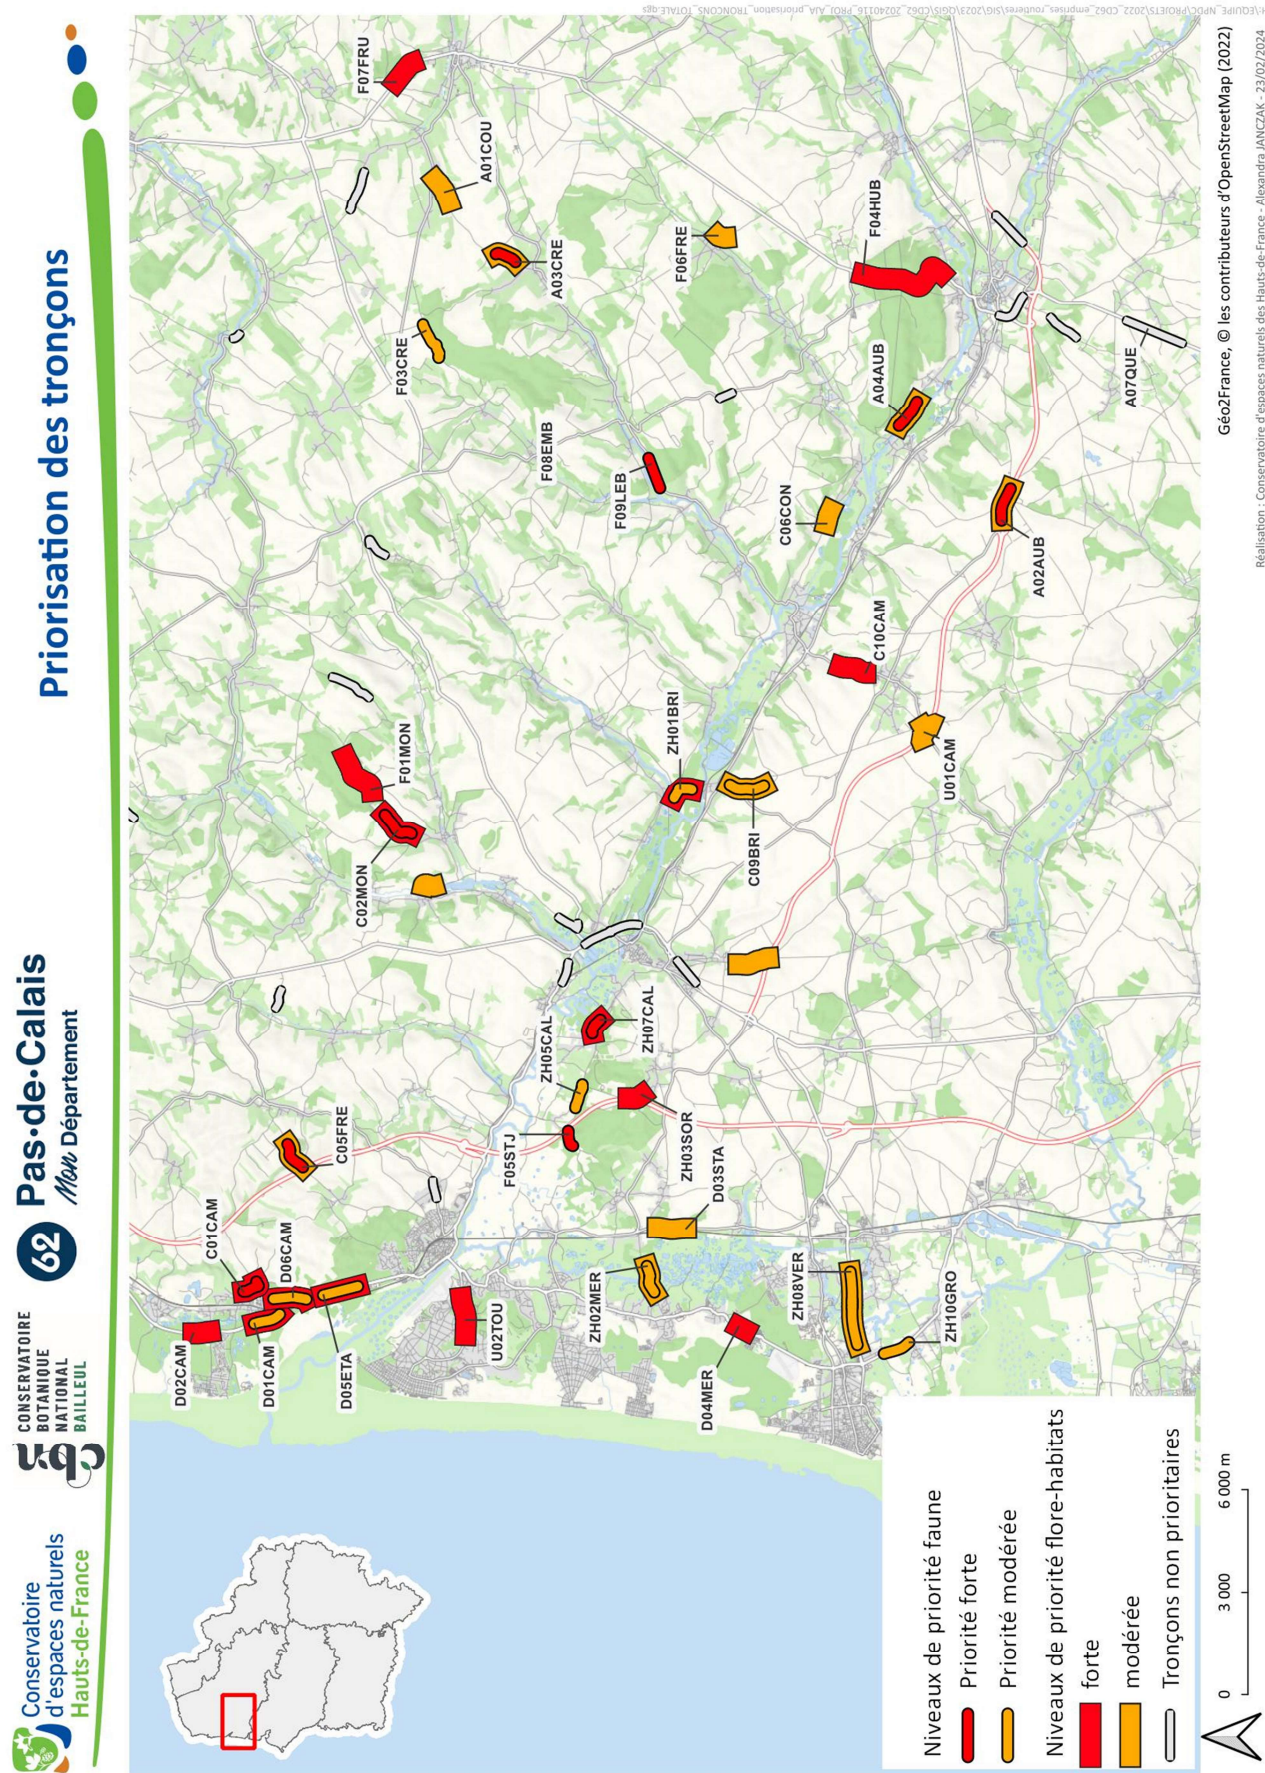 Conservatoire
d'espaces naturels
Hauts-de-France
CONSERVATOIRE
BOTANIQUE
NATIONAL
BAILLEUL
cbn
62
Pas-de-Calais
Mon Département
Priorisation des tronçons
D02CAM
C01CAM
D01CAM
D06CAM
D05ETA
C05FRE
U02TOU
F05STJ
ZH05CAL
ZH07CAL
ZH03SOR
D03STA
ZH02MER
D04MER
ZH08VER
ZH10GRO
C02MON
F01MON
ZH01BRI
C09BRI
C10CAM
U01CAM
F03CRE
F08EMB
F09LEB
C06CON
A02AUB
A04AUB
A03CRE
A01COU
F07FRU
F06FRE
F04HUB
A07QUE
Niveaux de priorité faune
Priorité forte
Priorité modérée
Niveaux de priorité flore-habitats
forte
modérée
Tronçons non prioritaires
0 3 000 6 000 m
Géo2France, © les contributeurs d'OpenStreetMap (2022)
Réalisation : Conservatoire d'espaces naturels des Hauts-de-France - Alexandra JANCZAK - 23/02/2024